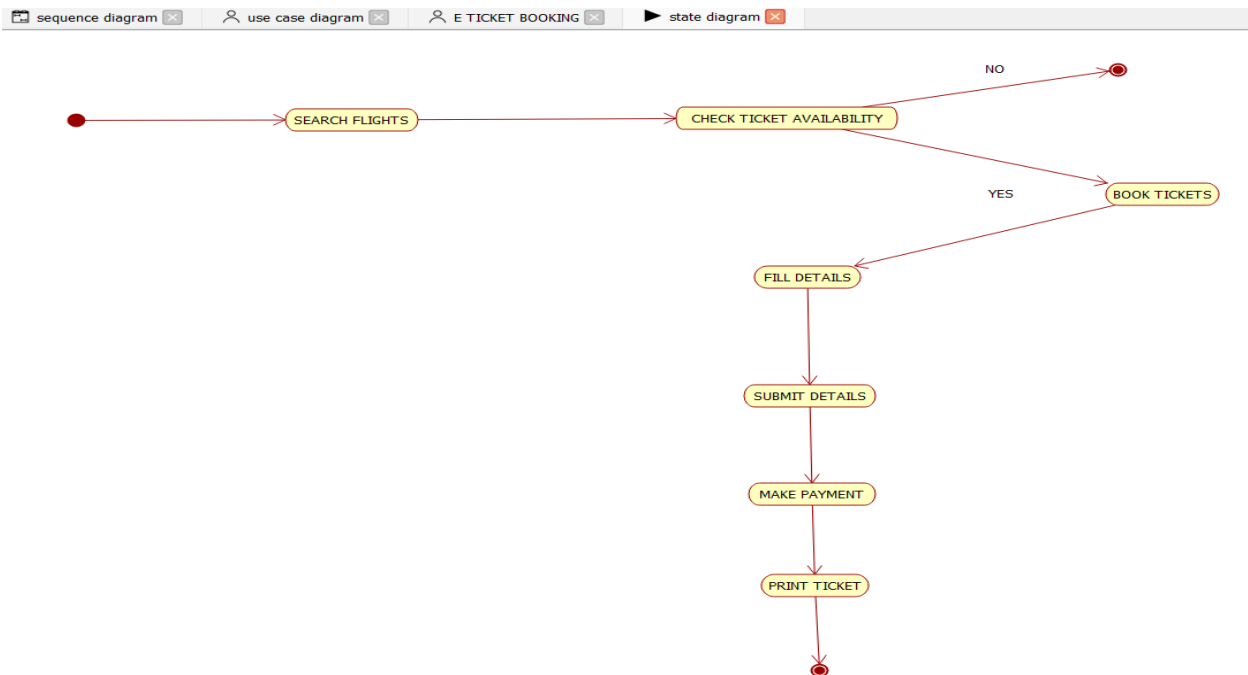 sequence diagram
use case diagram
E TICKET BOOKING
state diagram
NO
SEARCH FLIGHTS
CHECK TICKET AVAILABILITY
YES
BOOK TICKETS
FILL DETAILS
SUBMIT DETAILS
MAKE PAYMENT
PRINT TICKET